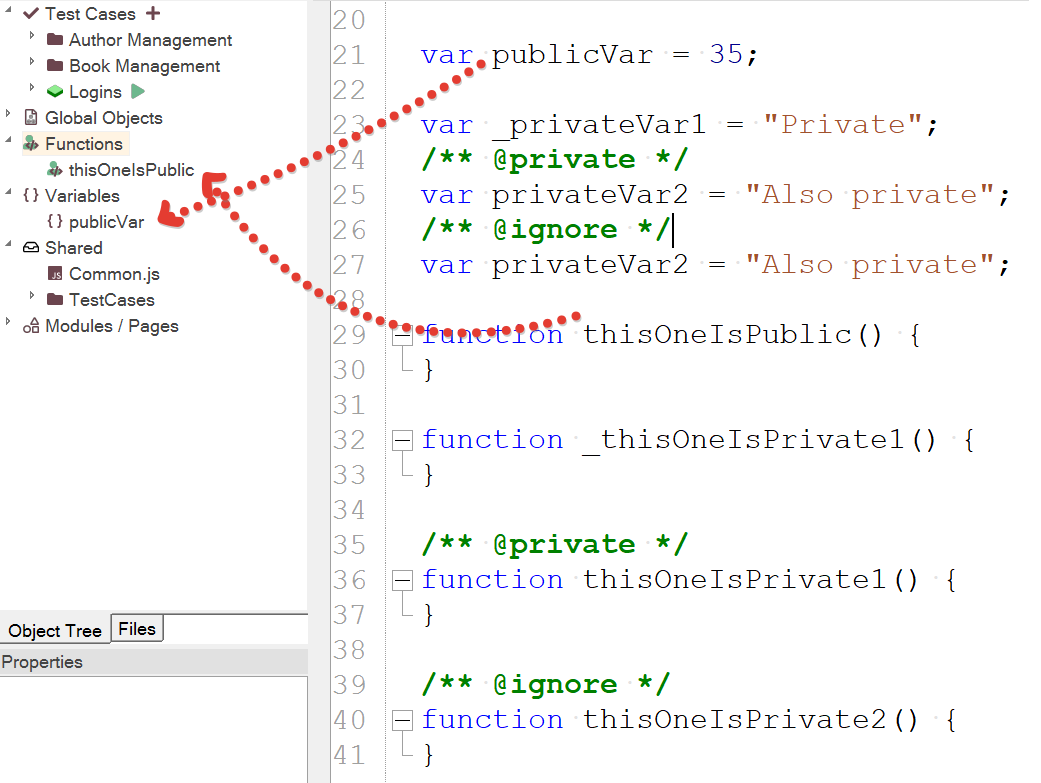 Test Cases
Author Management
Book Management
Logins
Global Objects
Functions
thisOneIsPublic
{} Variables
{} publicVar
Shared
JS Common.js
TestCases
Modules / Pages
Object Tree
Files
Properties
20
21 var publicVar = 35;
22
23 var _privateVar1 = "Private";
24 /** @private */
25 var privateVar2 = "Also private";
26 /** @ignore */
27 var privateVar2 = "Also private";
28
29 function thisOneIsPublic() {
30 }
31
32 function _thisOneIsPrivate1() {
33 }
34
35 /** @private */
36 function thisOneIsPrivate1() {
37 }
38
39 /** @ignore */
40 function thisOneIsPrivate2() {
41 }